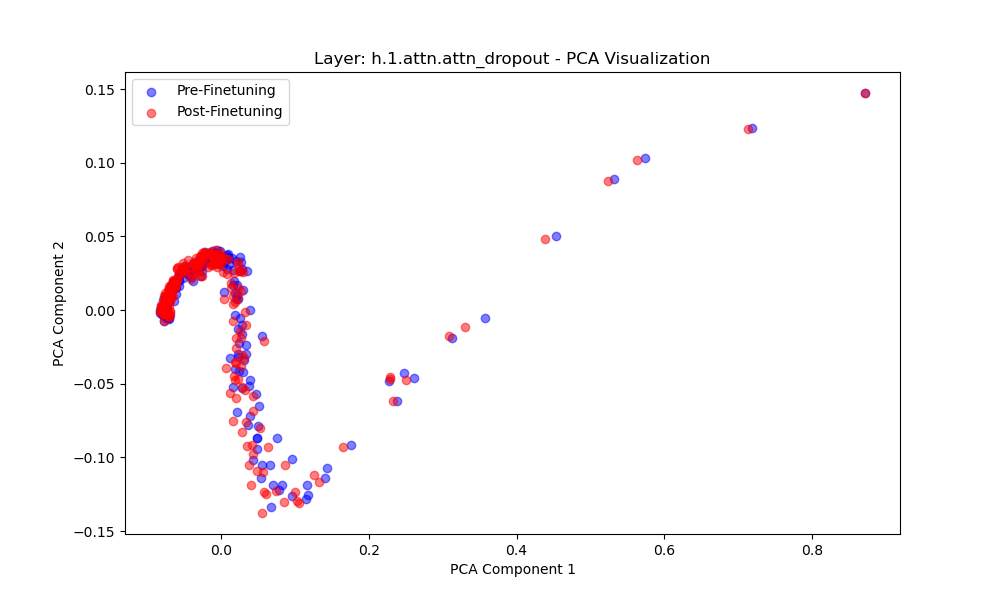 Layer: h.1.attn.attn_dropout - PCA Visualization
Pre-Finetuning
Post-Finetuning
PCA Component 2
0.15
0.10
0.05
0.00
−0.05
−0.10
−0.15
0.0 0.2 0.4 0.6 0.8
PCA Component 1